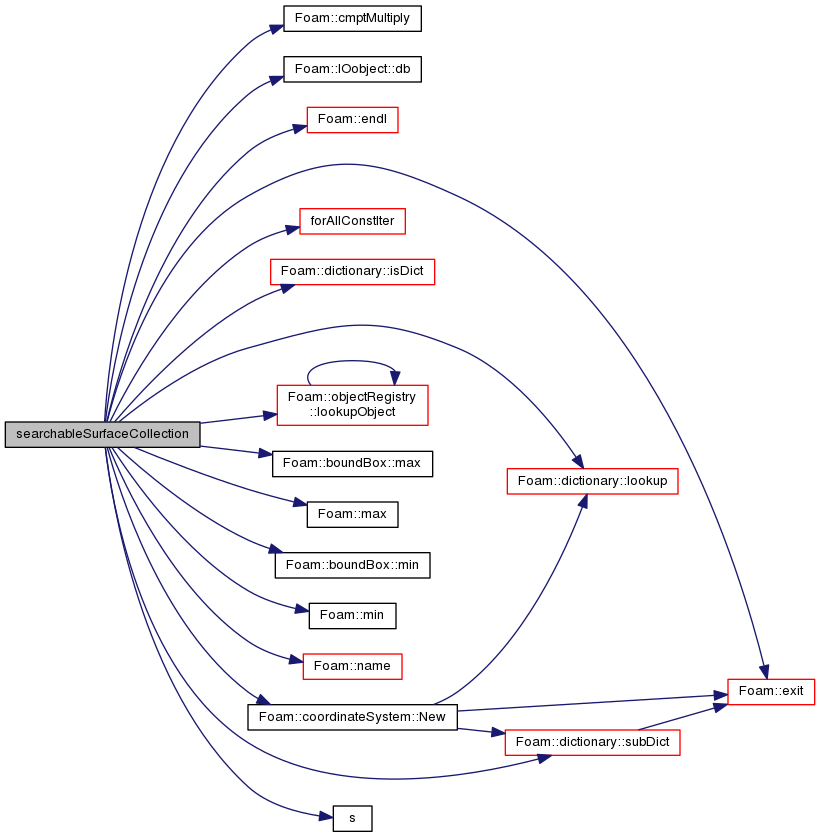 Foam::cmptMultiply
Foam::IOobject::db
Foam::endl
forAllConstIter
Foam::dictionary::isDict
Foam::objectRegistry
::lookupObject
searchableSurfaceCollection
Foam::boundBox::max
Foam::dictionary::lookup
Foam::max
Foam::boundBox::min
Foam::min
Foam::name
Foam::exit
Foam::coordinateSystem::New
Foam::dictionary::subDict
s